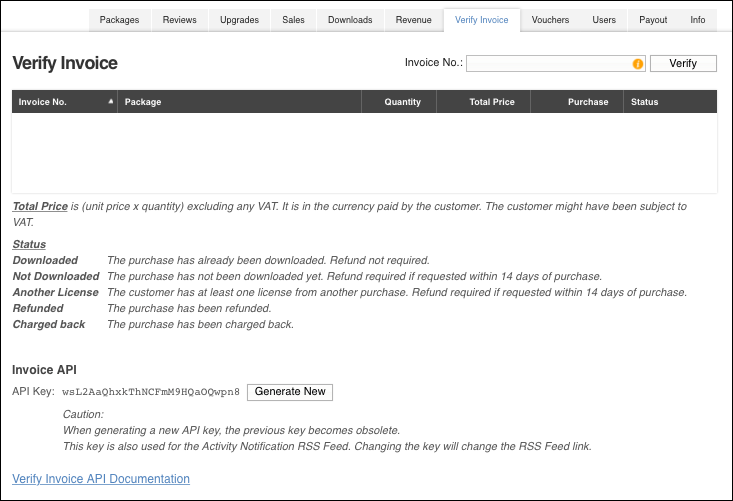 Packages Reviews Upgrades Sales Downloads Revenue Verify Invoice Vouchers Users Payout Info
Verify Invoice Invoice No.: Verify
Invoice No. Package Quantity Total Price Purchase Status
Total Price is (unit price x quantity) excluding any VAT. It is in the currency paid by the customer. The customer might have been subject to
VAT.
Status
Downloaded The purchase has already been downloaded. Refund not required.
Not Downloaded The purchase has not been downloaded yet. Refund required if requested within 14 days of purchase.
Another License The customer has at least one license from another purchase. Refund required if requested within 14 days of purchase.
Refunded The purchase has been refunded.
Charged back The purchase has been charged back.
Invoice API
API Key: wsL2AaQhxkThNCFmM9HQaOQwpn8 Generate New
Caution:
When generating a new API key, the previous key becomes obsolete.
This key is also used for the Activity Notification RSS Feed. Changing the key will change the RSS Feed link.
Verify Invoice API Documentation